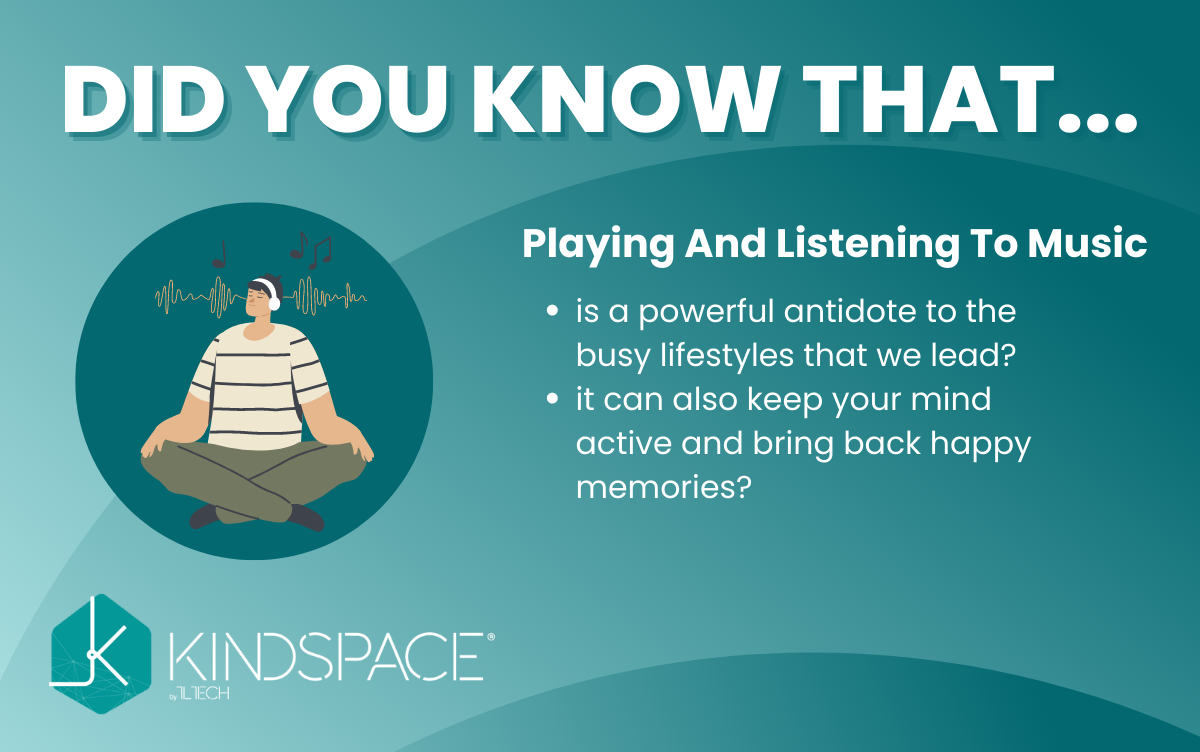 DID YOU KNOW THAT...
Playing And Listening To Music
• is a powerful antidote to the
busy lifestyles that we lead?
• it can also keep your mind
active and bring back happy
memories?
KINDSPACE®
by TLTECH